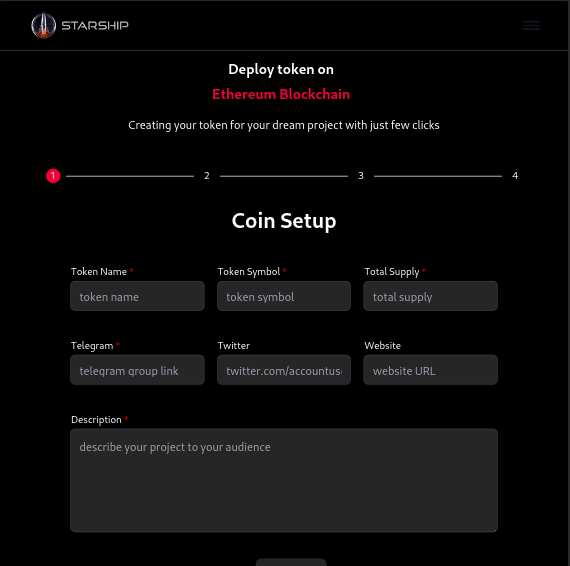 STARSHIP
Deploy token on
Ethereum Blockchain
Creating your token for your dream project with just few clicks
1 2 3 4
Coin Setup
Token Name * Token Symbol * Total Supply *
token name token symbol total supply
Telegram * Twitter Website
telegram group link twitter.com/accountus website URL
Description *
describe your project to your audience